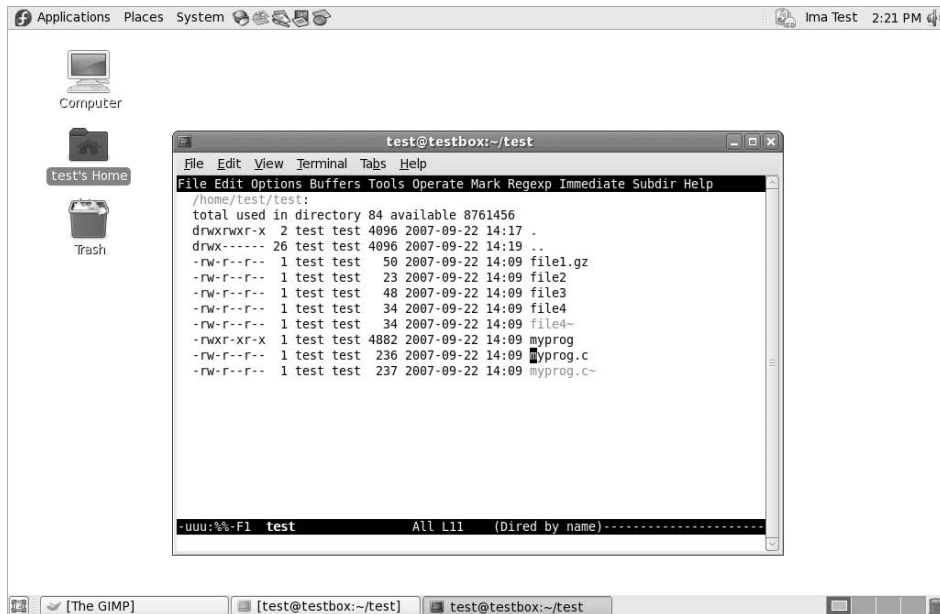 Applications Places System Ima Test 2:21 PM
Computer
test's Home
Trash
test@testbox:~/test
File Edit View Terminal Tabs Help
File Edit Options Buffers Tools Operate Mark Regexp Immediate Subdir Help
/home/test/test:
total used in directory 84 available 8761456
drwxrwxr-x 2 test test 4096 2007-09-22 14:17 .
drwx------ 26 test test 4096 2007-09-22 14:19 ..
-rw-r--r-- 1 test test 50 2007-09-22 14:09 file1.gz
-rw-r--r-- 1 test test 23 2007-09-22 14:09 file2
-rw-r--r-- 1 test test 48 2007-09-22 14:09 file3
-rw-r--r-- 1 test test 34 2007-09-22 14:09 file4
-rw-r--r-- 1 test test 34 2007-09-22 14:09 file4~
-rwxr-xr-x 1 test test 4882 2007-09-22 14:09 myprog
-rw-r--r-- 1 test test 236 2007-09-22 14:09 myprog.c
-rw-r--r-- 1 test test 237 2007-09-22 14:09 myprog.c~
-uuu:%%-F1 test All L11 (Dired by name)----------------------
[The GIMP] [test@testbox:~/test] test@testbox:~/test